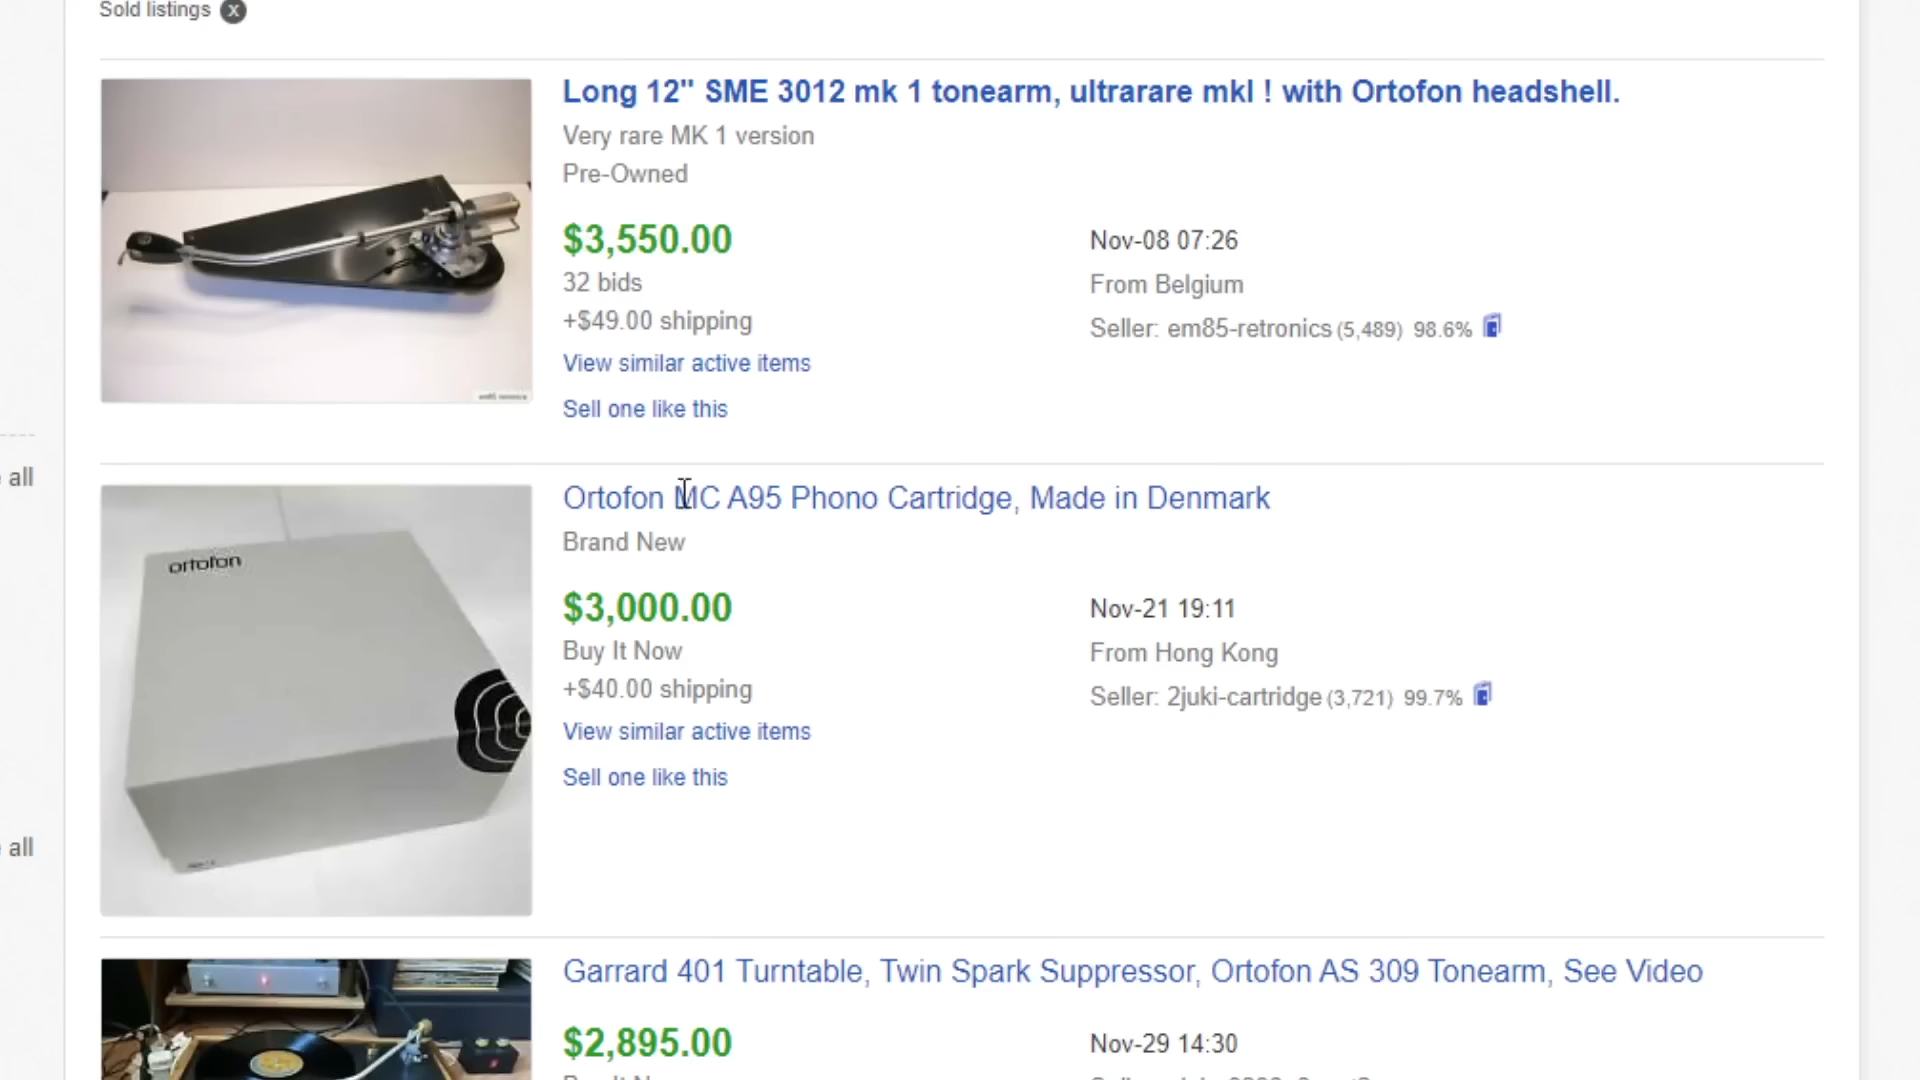 Sold listings x
Long 12" SME 3012 mk 1 tonearm, ultrarare mkI ! with Ortofon headshell.
Very rare MK 1 version
Pre-Owned
$3,550.00
Nov-08 07:26
32 bids
From Belgium
+$49.00 shipping
Seller: em85-retronics (5,489) 98.6%
View similar active items
Sell one like this
all
Ortofon MC A95 Phono Cartridge, Made in Denmark
Brand New
ortofon
$3,000.00
Nov-21 19:11
Buy It Now
From Hong Kong
+$40.00 shipping
Seller: 2juki-cartridge (3,721) 99.7%
View similar active items
Sell one like this
all
Garrard 401 Turntable, Twin Spark Suppressor, Ortofon AS 309 Tonearm, See Video
$2,895.00
Nov-29 14:30